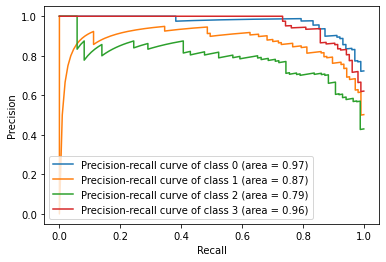 1.0
0.8
0.6
0.4
0.2
0.0
Precision
Precision-recall curve of class 0 (area = 0.97)
Precision-recall curve of class 1 (area = 0.87)
Precision-recall curve of class 2 (area = 0.79)
Precision-recall curve of class 3 (area = 0.96)
0.0 0.2 0.4 0.6 0.8 1.0
Recall